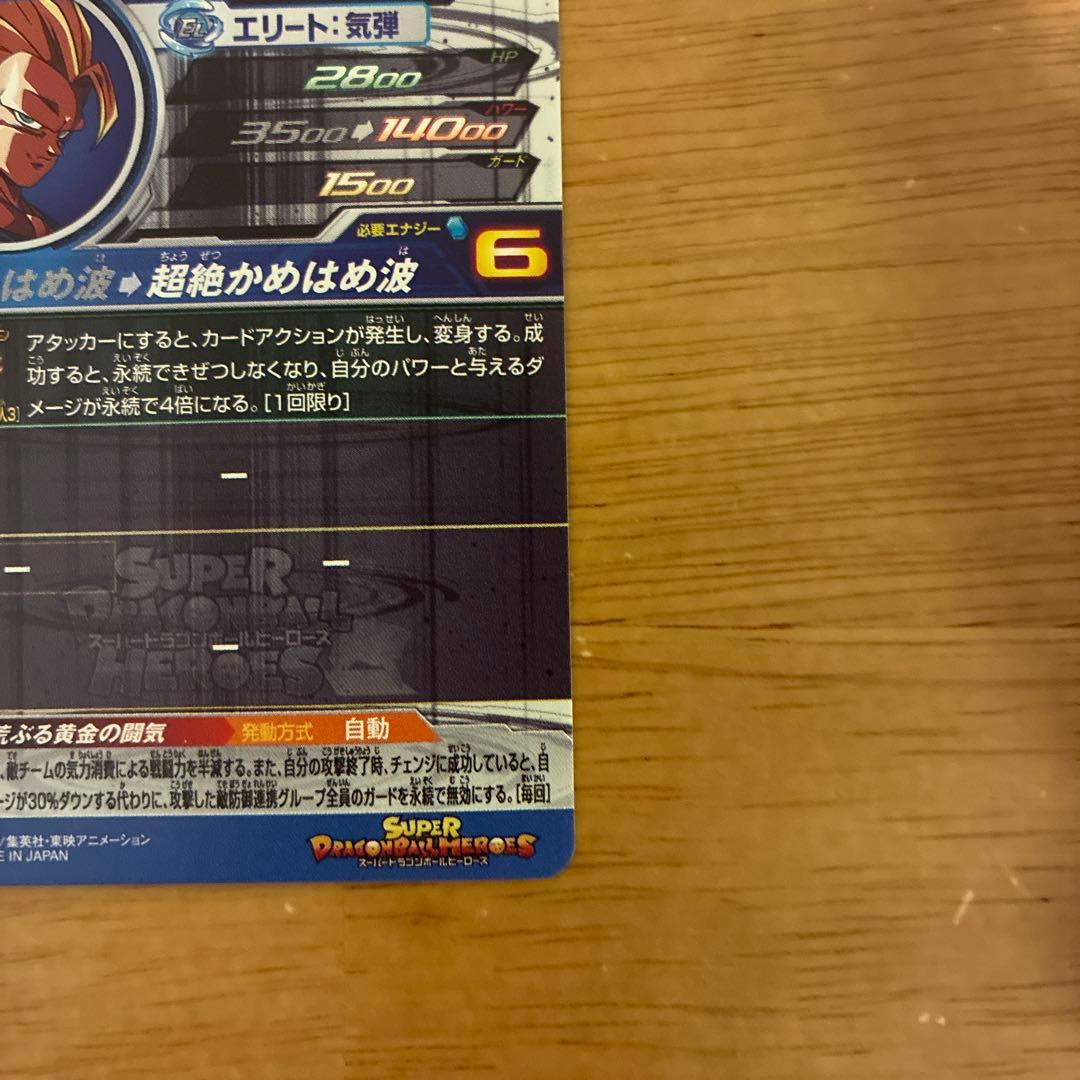 EL エリート:気弾
HP
2800
パワー
3500➡14000
ガード
1500
必要エナジー 6
はめ波➡超絶かめはめ波
アタッカーにすると、カードアクションが発生し、変身する。成
功すると、永続できぜつしなくなり、自分のパワーと与えるダ
人3] メージが永続で4倍になる。[1回限り]
ー
ー ー
SUPER
DRAGONBALL
スーパードラゴンボールヒーローズ
HEROES
ー
荒ぶる黄金の闘気 発動方式 自動
、敵チームの気力消費による戦闘力を半減する。また、自分の攻撃終了時、チェンジに成功していると、自
ージが30%ダウンする代わりに、攻撃した敵防御連携グループ全員のガードを永続で無効にする。[毎回]
/集英社・東映アニメーション
E IN JAPAN
SUPER
DRAGONBALL HEROES
スーパードラゴンボールヒーローズ